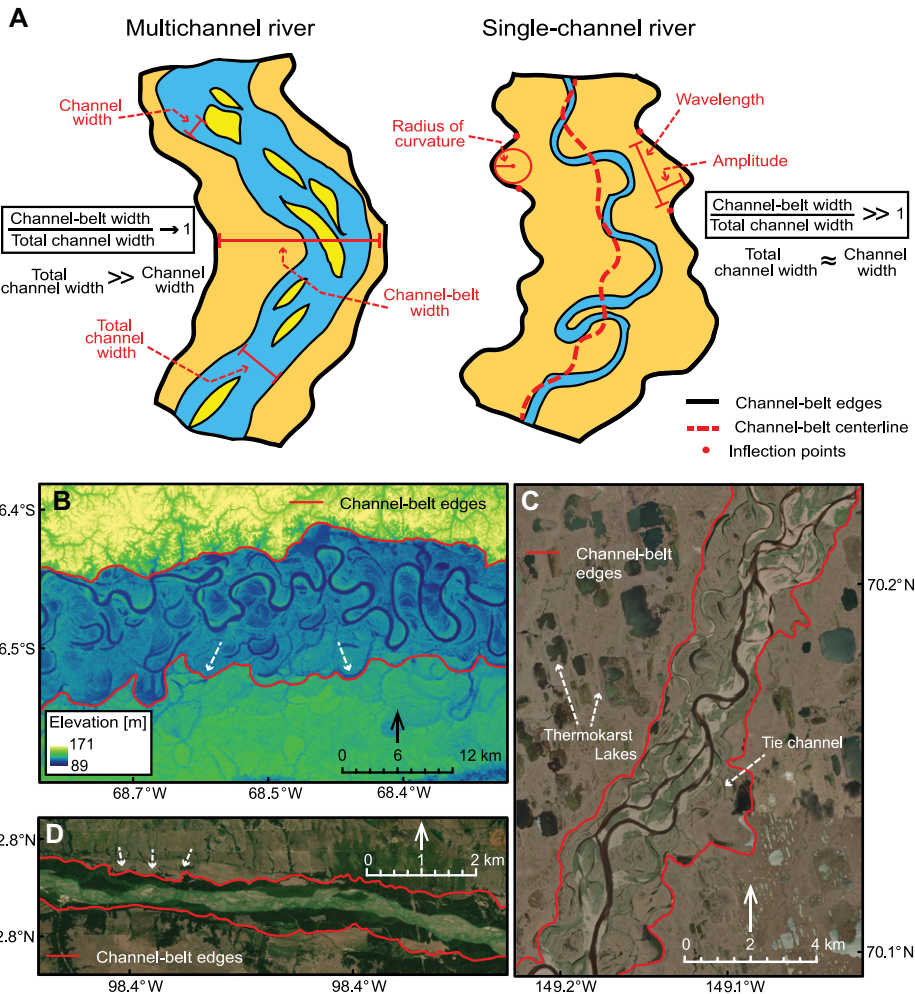 A
Multichannel river
Single-channel river
Channel
width
Wavelength
Radius of
curvature
Amplitude
Channel-belt width
Total channel width
→ 1
Total
channel width
>>
Channel
width
Channel-belt
width
Total
channel
width
Channel-belt width
Total channel width
>> 1
Total
channel width
≈
Channel
width
Channel-belt edges
Channel-belt centerline
Inflection points
B
Channel-belt edges
6.4°S
6.5°S
Elevation [m]
171
89
0 6 12 km
68.7°W 68.5°W 68.4°W
C
Channel-belt
edges
70.2°N
Thermokarst
Lakes
Tie channel
0 2 4 km
70.1°N
149.2°W 149.1°W
D
2.8°N
2.8°N
0 1 2 km
Channel-belt edges
98.4°W 98.4°W